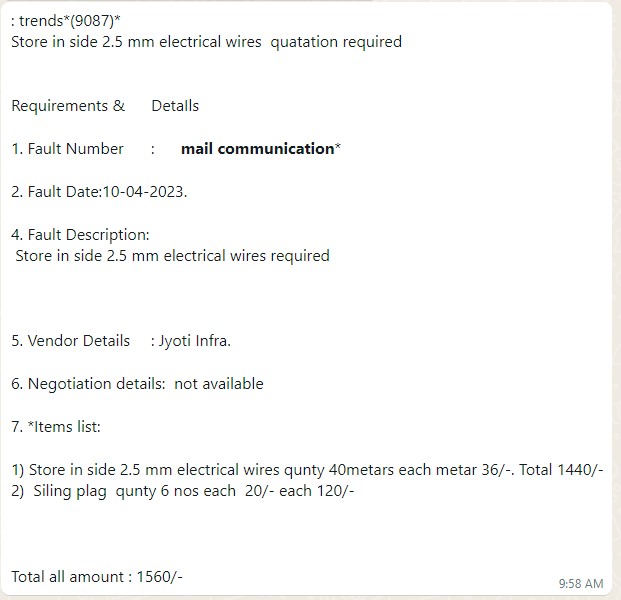 : trends*(9087)*
Store in side 2.5 mm electrical wires quatation required
Requirements & Details
1. Fault Number : mail communication*
2. Fault Date:10-04-2023.
4. Fault Description:
Store in side 2.5 mm electrical wires required
5. Vendor Details : Jyoti Infra.
6. Negotiation details: not available
7. *Items list:
1) Store in side 2.5 mm electrical wires qunty 40metars each metar 36/-. Total 1440/-
2) Siling plag qunty 6 nos each 20/- each 120/-
Total all amount : 1560/-
9:58 AM